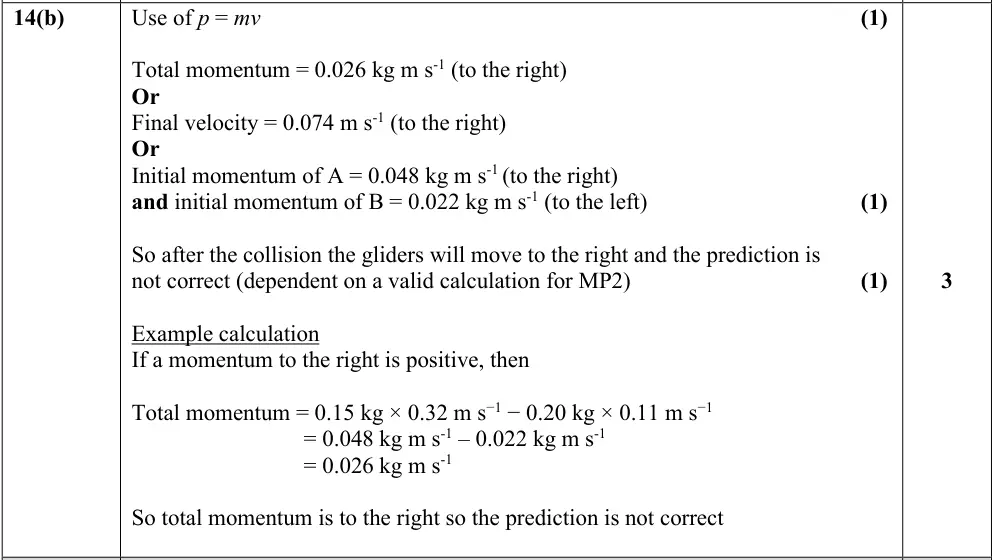 14(b) Use of p = mv (1)
Total momentum = 0.026 kg m s⁻¹ (to the right)
Or
Final velocity = 0.074 m s⁻¹ (to the right)
Or
Initial momentum of A = 0.048 kg m s⁻¹ (to the right)
and initial momentum of B = 0.022 kg m s⁻¹ (to the left) (1)
So after the collision the gliders will move to the right and the prediction is
not correct (dependent on a valid calculation for MP2) (1) 3
Example calculation
If a momentum to the right is positive, then
Total momentum = 0.15 kg × 0.32 m s⁻¹ − 0.20 kg × 0.11 m s⁻¹
= 0.048 kg m s⁻¹ – 0.022 kg m s⁻¹
= 0.026 kg m s⁻¹
So total momentum is to the right so the prediction is not correct